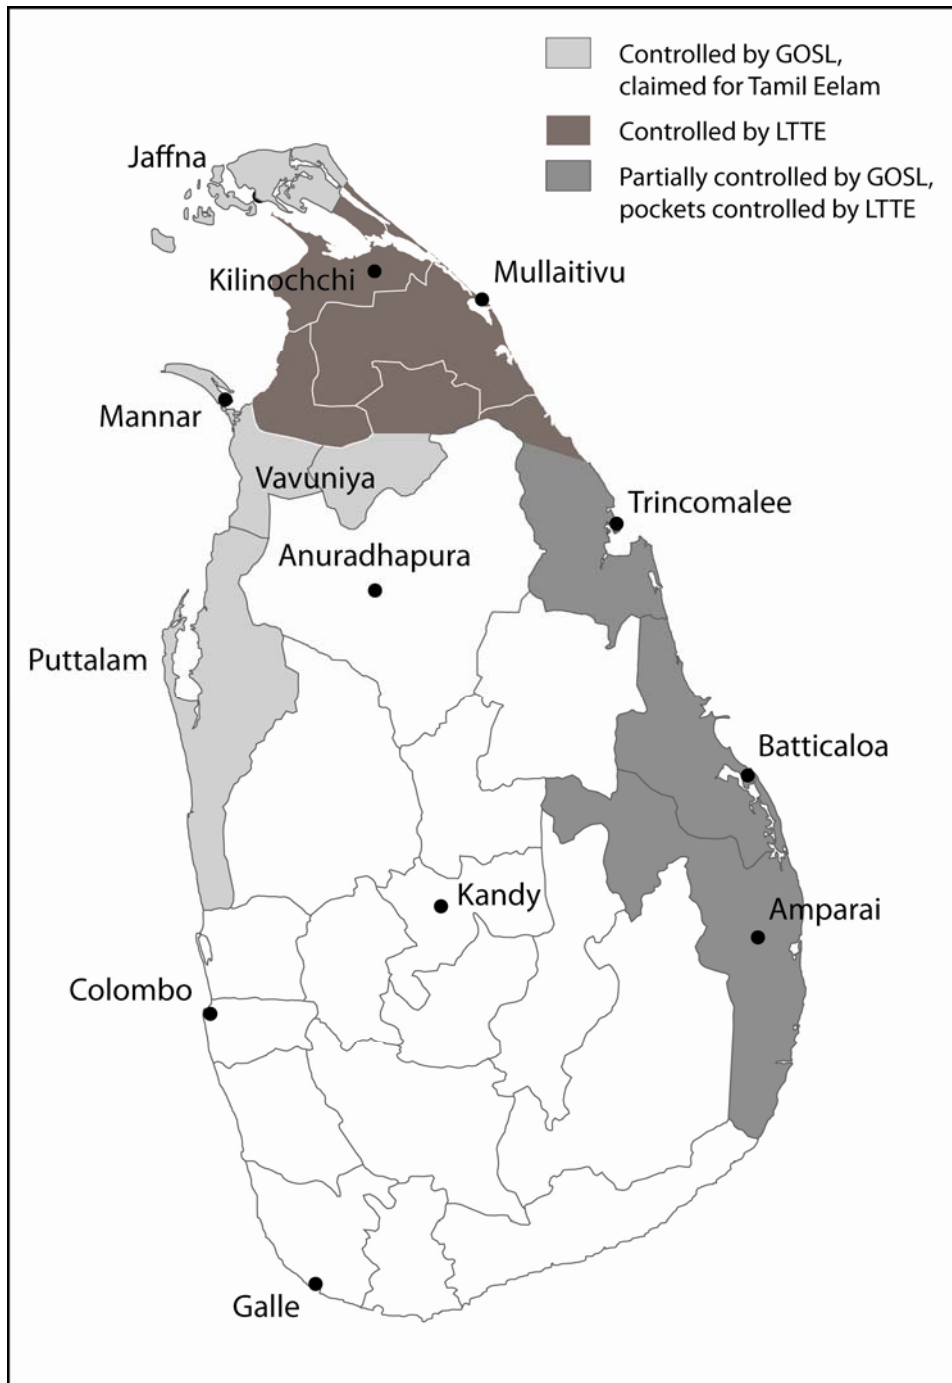 Controlled by GOSL,
claimed for Tamil Eelam
Controlled by LTTE
Partially controlled by GOSL,
pockets controlled by LTTE
Jaffna
Kilinochchi
Mullaitivu
Mannar
Vavuniya
Trincomalee
Anuradhapura
Puttalam
Batticaloa
Kandy
Amparai
Colombo
Galle